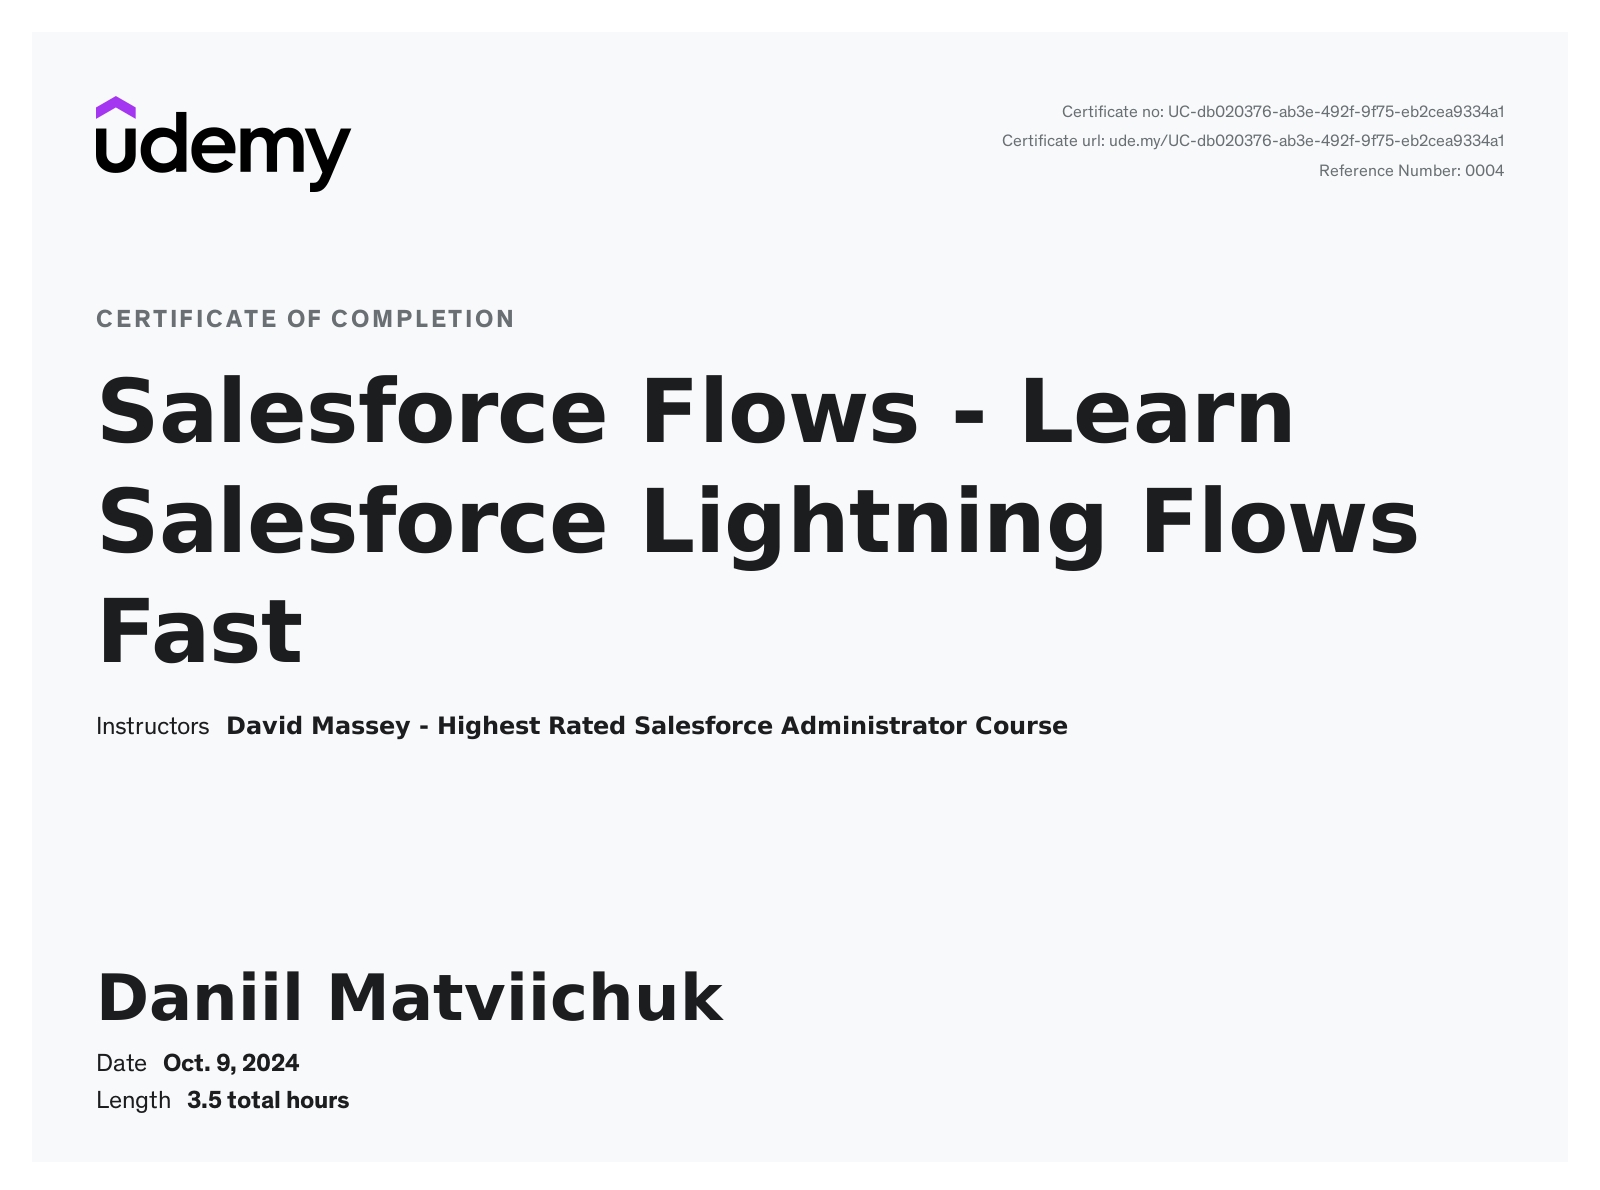 udemy
Certificate no: UC-db020376-ab3e-492f-9f75-eb2cea9334a1
Certificate url: ude.my/UC-db020376-ab3e-492f-9f75-eb2cea9334a1
Reference Number: 0004
CERTIFICATE OF COMPLETION
Salesforce Flows - Learn
Salesforce Lightning Flows
Fast
Instructors David Massey - Highest Rated Salesforce Administrator Course
Daniil Matviichuk
Date Oct. 9, 2024
Length 3.5 total hours